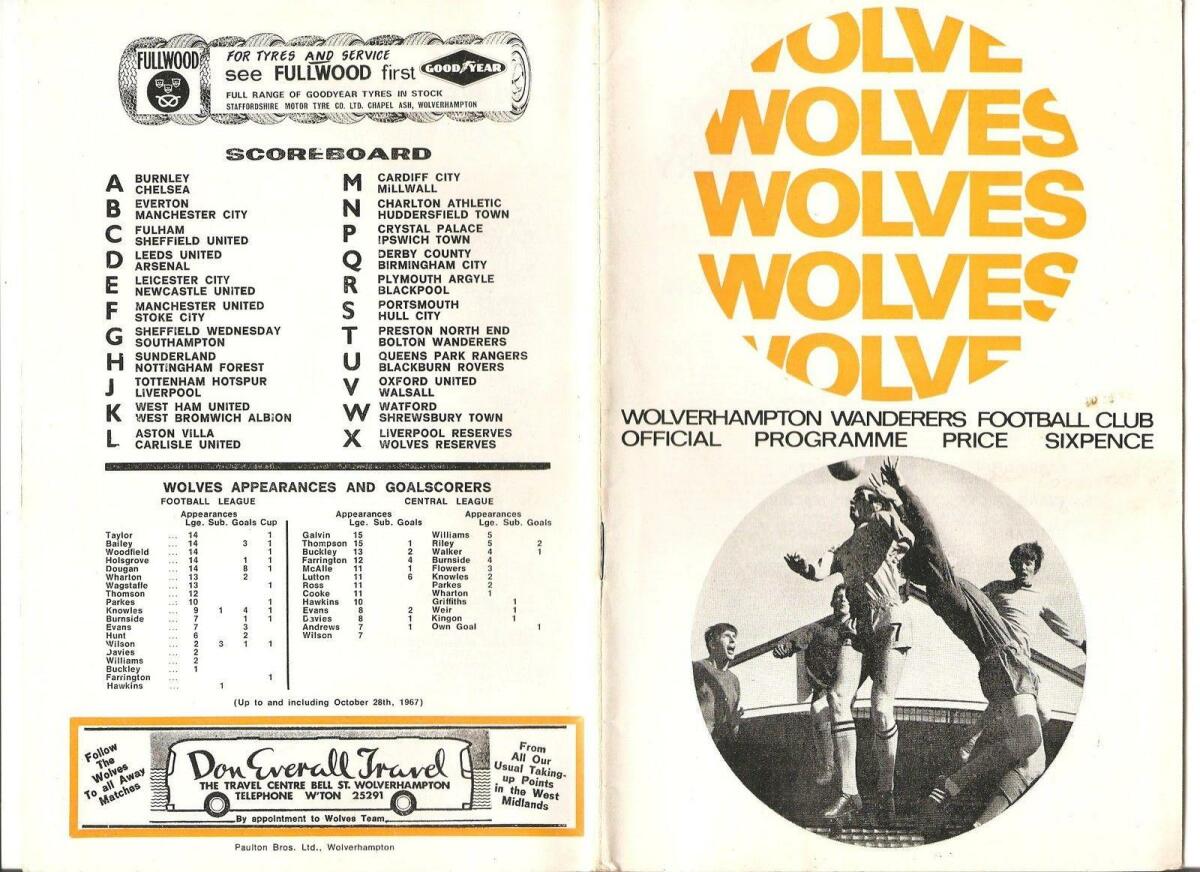 FULLWOOD
FOR TYRES AND SERVICE
see FULLWOOD first
GOODYEAR
FULL RANGE OF GOODYEAR TYRES IN STOCK
STAFFORDSHIRE MOTOR TYRE CO. LTD. CHAPEL ASH, WOLVERHAMPTON
SCOREBOARD
A BURNLEY
CHELSEA
B EVERTON
MANCHESTER CITY
C FULHAM
SHEFFIELD UNITED
D LEEDS UNITED
ARSENAL
E LEICESTER CITY
NEWCASTLE UNITED
F MANCHESTER UNITED
STOKE CITY
G SHEFFIELD WEDNESDAY
SOUTHAMPTON
H SUNDERLAND
NOTTINGHAM FOREST
J TOTTENHAM HOTSPUR
LIVERPOOL
K WEST HAM UNITED
WEST BROMWICH ALBION
L ASTON VILLA
CARLISLE UNITED
M CARDIFF CITY
MILLWALL
N CHARLTON ATHLETIC
HUDDERSFIELD TOWN
P CRYSTAL PALACE
IPSWICH TOWN
Q DERBY COUNTY
BIRMINGHAM CITY
R PLYMOUTH ARGYLE
BLACKPOOL
S PORTSMOUTH
HULL CITY
T PRESTON NORTH END
BOLTON WANDERERS
U QUEENS PARK RANGERS
BLACKBURN ROVERS
V OXFORD UNITED
WALSALL
W WATFORD
SHREWSBURY TOWN
X LIVERPOOL RESERVES
WOLVES RESERVES
WOLVES APPEARANCES AND GOALSCORERS
FOOTBALL LEAGUE
Appearances
Lge. Sub. Goals Cup
Taylor ... 14 1
Bailey ... 14 3 1
Woodfield ... 14 1
Holsgrove ... 14 1 1
Dougan ... 14 8 1
Wharton ... 13 2
Wagstaffe ... 13 1
Thomson ... 12
Parkes ... 10 1
Knowles ... 9 1 4 1
Burnside ... 7 1 1
Evans ... 7 3
Hunt ... 6 2
Wilson ... 2 3 1 1
Javies ... 2
Williams ... 2
Buckley ... 1
Farrington ... 1
Hawkins ... 1
CENTRAL LEAGUE
Appearances
Lge. Sub. Goals
Galvin 15
Thompson 15 1
Buckley 13 2
Farrington 12 4
McAlle 11 1
Lutton 11 6
Ross 11
Cooke 11
Hawkins 10
Evans 8 2
Davies 8 1
Andrews 7 1
Wilson 7
Appearances
Lge. Sub. Goals
Williams 5
Riley 5 2
Walker 4 1
Burnside 4
Flowers 3
Knowles 2
Parkes 2
Wharton 1
Griffiths 1
Weir 1
Kingon 1
Own Goal 1
(Up to and including October 28th, 1967)
Follow
The
Wolves
To all Away
Matches
Don Everall Travel
THE TRAVEL CENTRE BELL ST. WOLVERHAMPTON
TELEPHONE W'TON 25291
By appointment to Wolves Team
From
All Our
Usual Taking-
up Points
in the West
Midlands
Paulton Bros. Ltd., Wolverhampton
WOLVE
WOLVES
WOLVES
WOLVES
WOLVE
WOLVERHAMPTON WANDERERS FOOTBALL CLUB
OFFICIAL PROGRAMME PRICE SIXPENCE
7